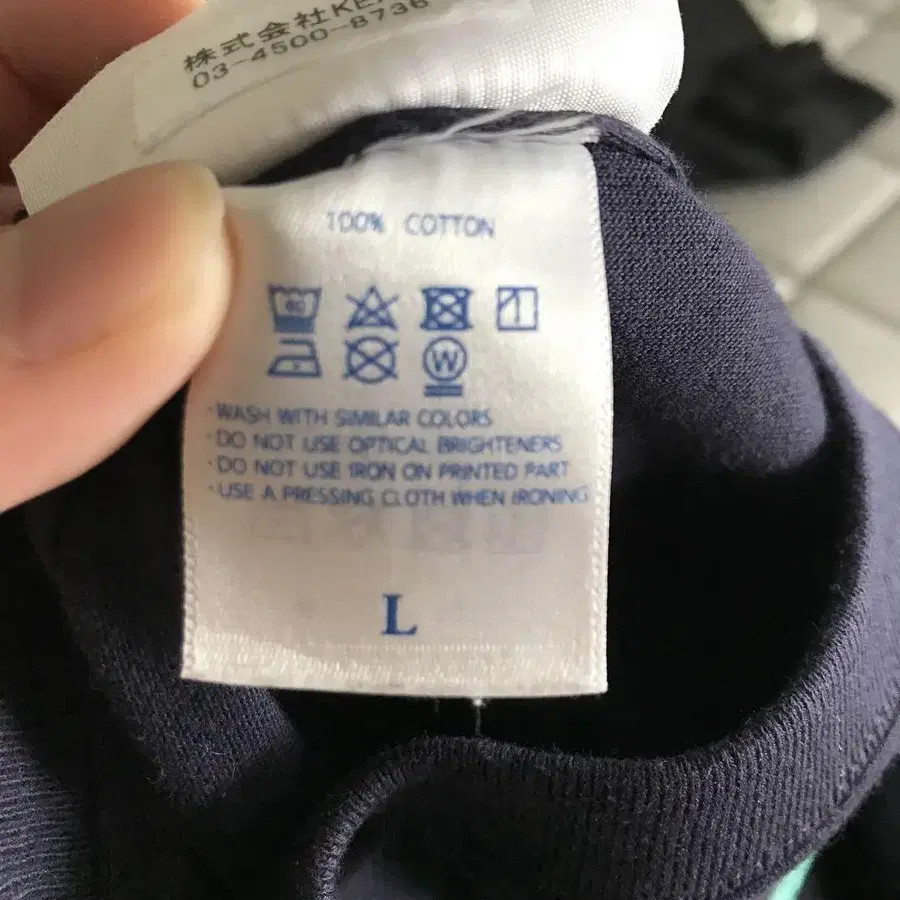 株式会社KE
03-4500-8736
100% COTTON
40
W
·WASH WITH SIMILAR COLORS
·DO NOT USE OPTICAL BRIGHTENERS
·DO NOT USE IRON ON PRINTED PART
·USE A PRESSING CLOTH WHEN IRONING
L